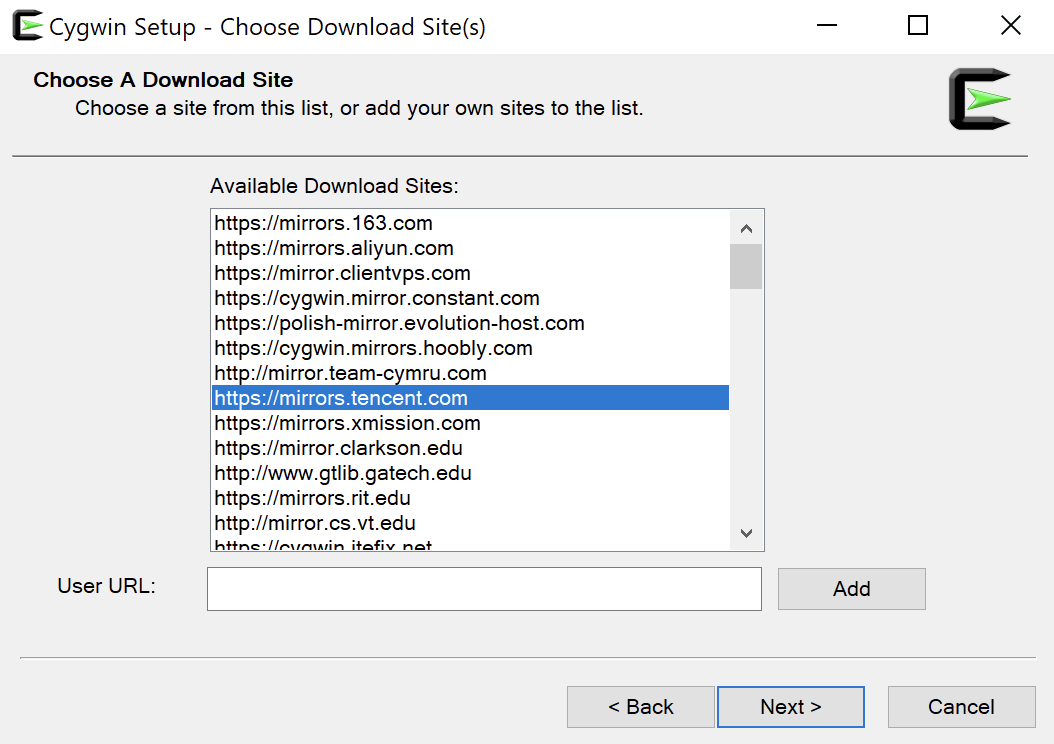 Cygwin Setup - Choose Download Site(s)
Choose A Download Site
Choose a site from this list, or add your own sites to the list.
Available Download Sites:
https://mirrors.163.com
https://mirrors.aliyun.com
https://mirror.clientvps.com
https://cygwin.mirror.constant.com
https://polish-mirror.evolution-host.com
https://cygwin.mirrors.hoobly.com
http://mirror.team-cymru.com
https://mirrors.tencent.com
https://mirrors.xmission.com
https://mirror.clarkson.edu
http://www.gtlib.gatech.edu
https://mirrors.rit.edu
http://mirror.cs.vt.edu
https://cygwin.itefix.net
User URL:
Add
< Back
Next >
Cancel